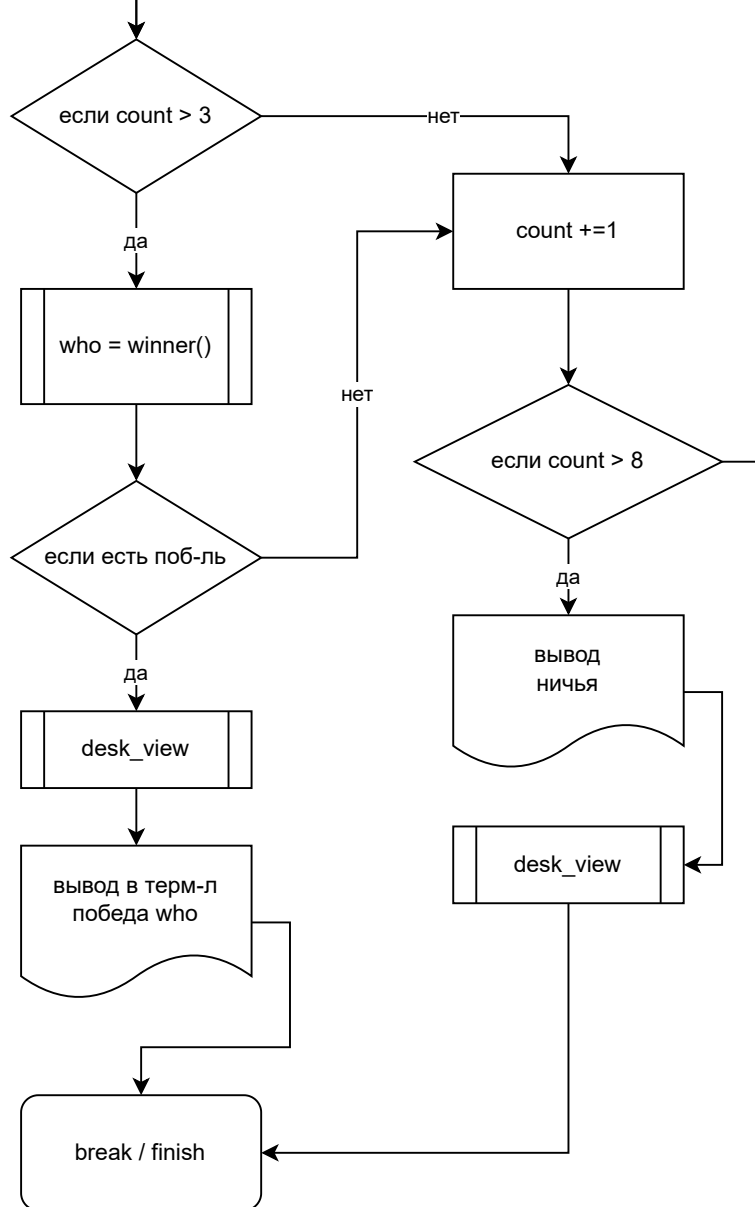 если count > 3
нет
count +=1
да
who = winner()
нет
если count > 8
если есть поб-ль
да
вывод
ничья
да
desk_view
desk_view
вывод в терм-л
победа who
break / finish